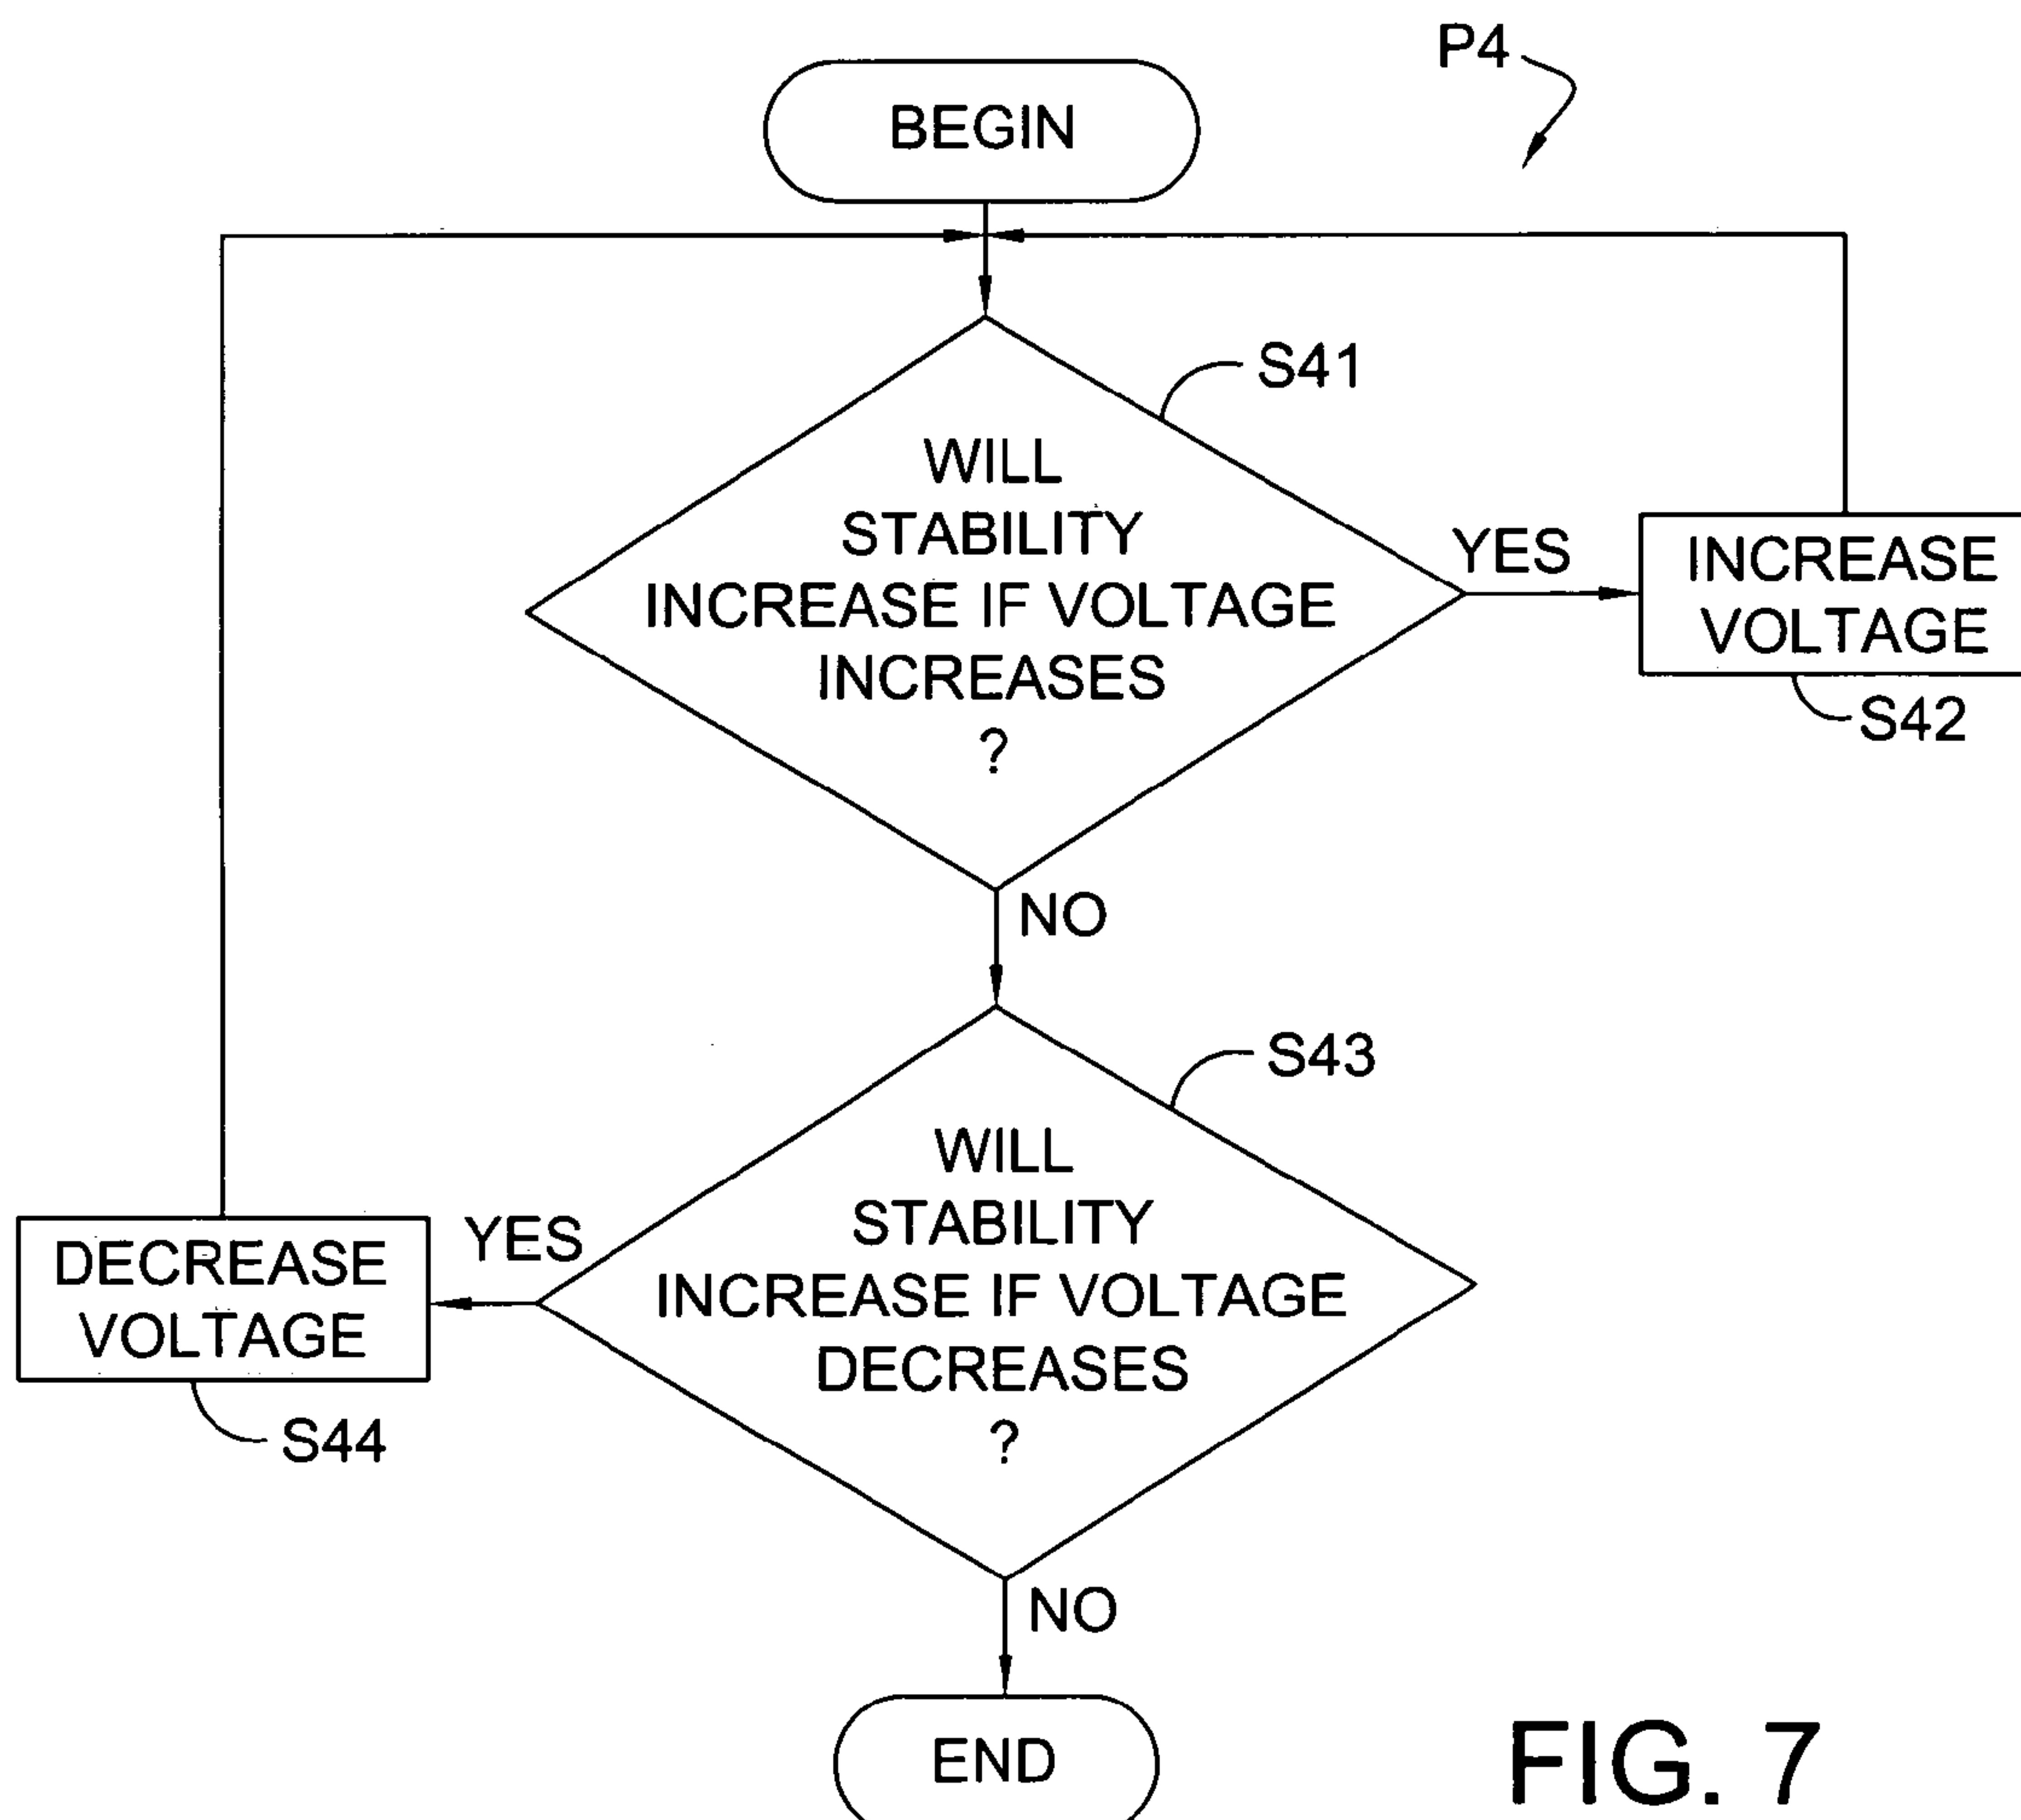 P4
BEGIN
S41
WILL
STABILITY
INCREASE IF VOLTAGE
INCREASES
?
YES
INCREASE
VOLTAGE
S42
NO
S43
WILL
STABILITY
INCREASE IF VOLTAGE
DECREASES
?
YES
DECREASE
VOLTAGE
S44
NO
END
FIG. 7